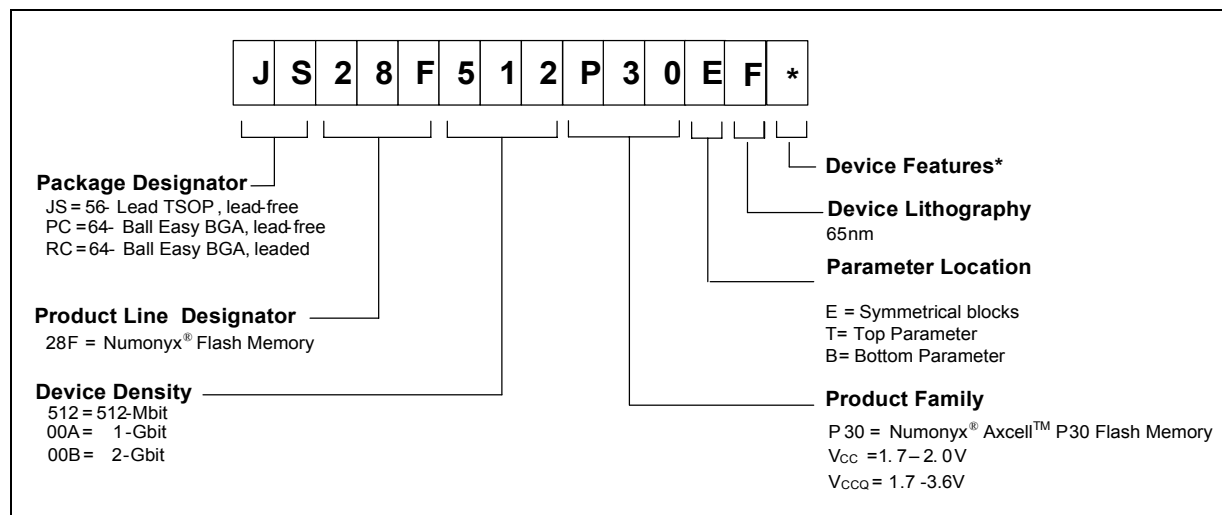 J S 2 8 F 5 1 2 P 3 0 E F *
Package Designator
JS = 56- Lead TSOP, lead-free
PC = 64- Ball Easy BGA, lead-free
RC = 64- Ball Easy BGA, leaded
Product Line Designator
28F = Numonyx® Flash Memory
Device Density
512 = 512-Mbit
00A = 1-Gbit
00B = 2-Gbit
Device Features*
Device Lithography
65nm
Parameter Location
E = Symmetrical blocks
T= Top Parameter
B= Bottom Parameter
Product Family
P30 = Numonyx® Axcell™ P30 Flash Memory
VCC =1.7–2.0V
VCCQ = 1.7 -3.6V